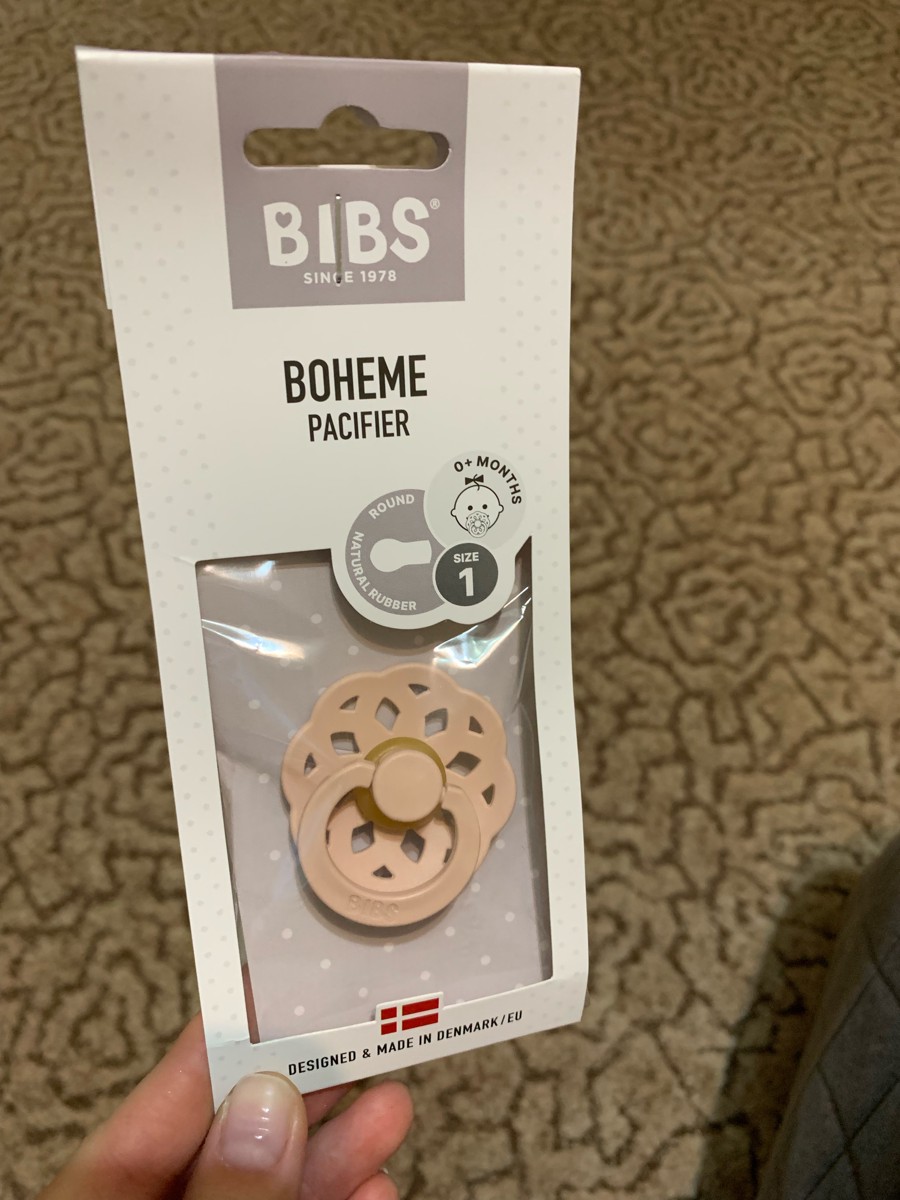 BIBS®
SINCE 1978
BOHEME
PACIFIER
0+ MONTHS
ROUND
NATURAL RUBBER
SIZE
1
BIBS
DESIGNED & MADE IN DENMARK/EU